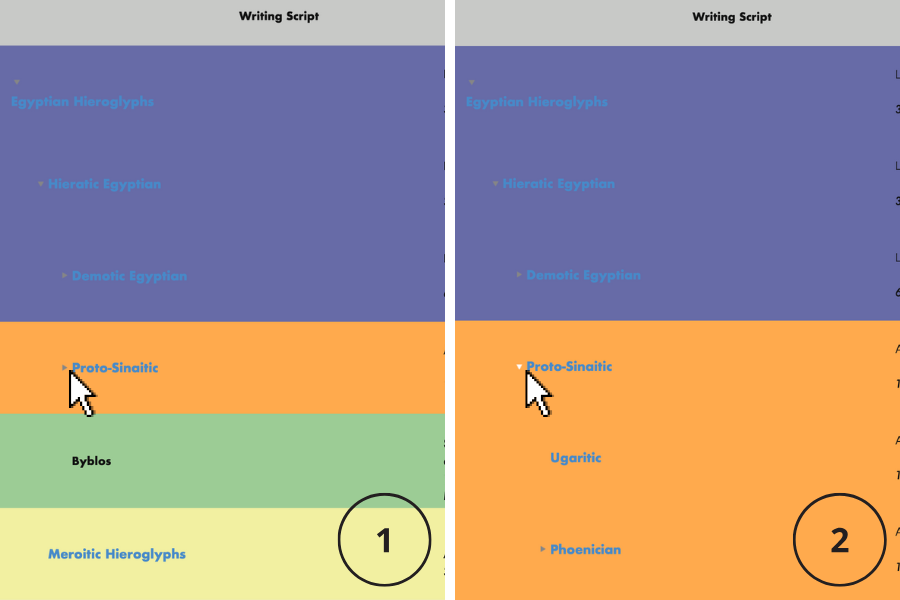 Writing Script
Egyptian Hieroglyphs
Hieratic Egyptian
Demotic Egyptian
Proto-Sinaitic
Byblos
Meroitic Hieroglyphs
1
Writing Script
Egyptian Hieroglyphs
Hieratic Egyptian
Demotic Egyptian
Proto-Sinaitic
Ugaritic
Phoenician
2